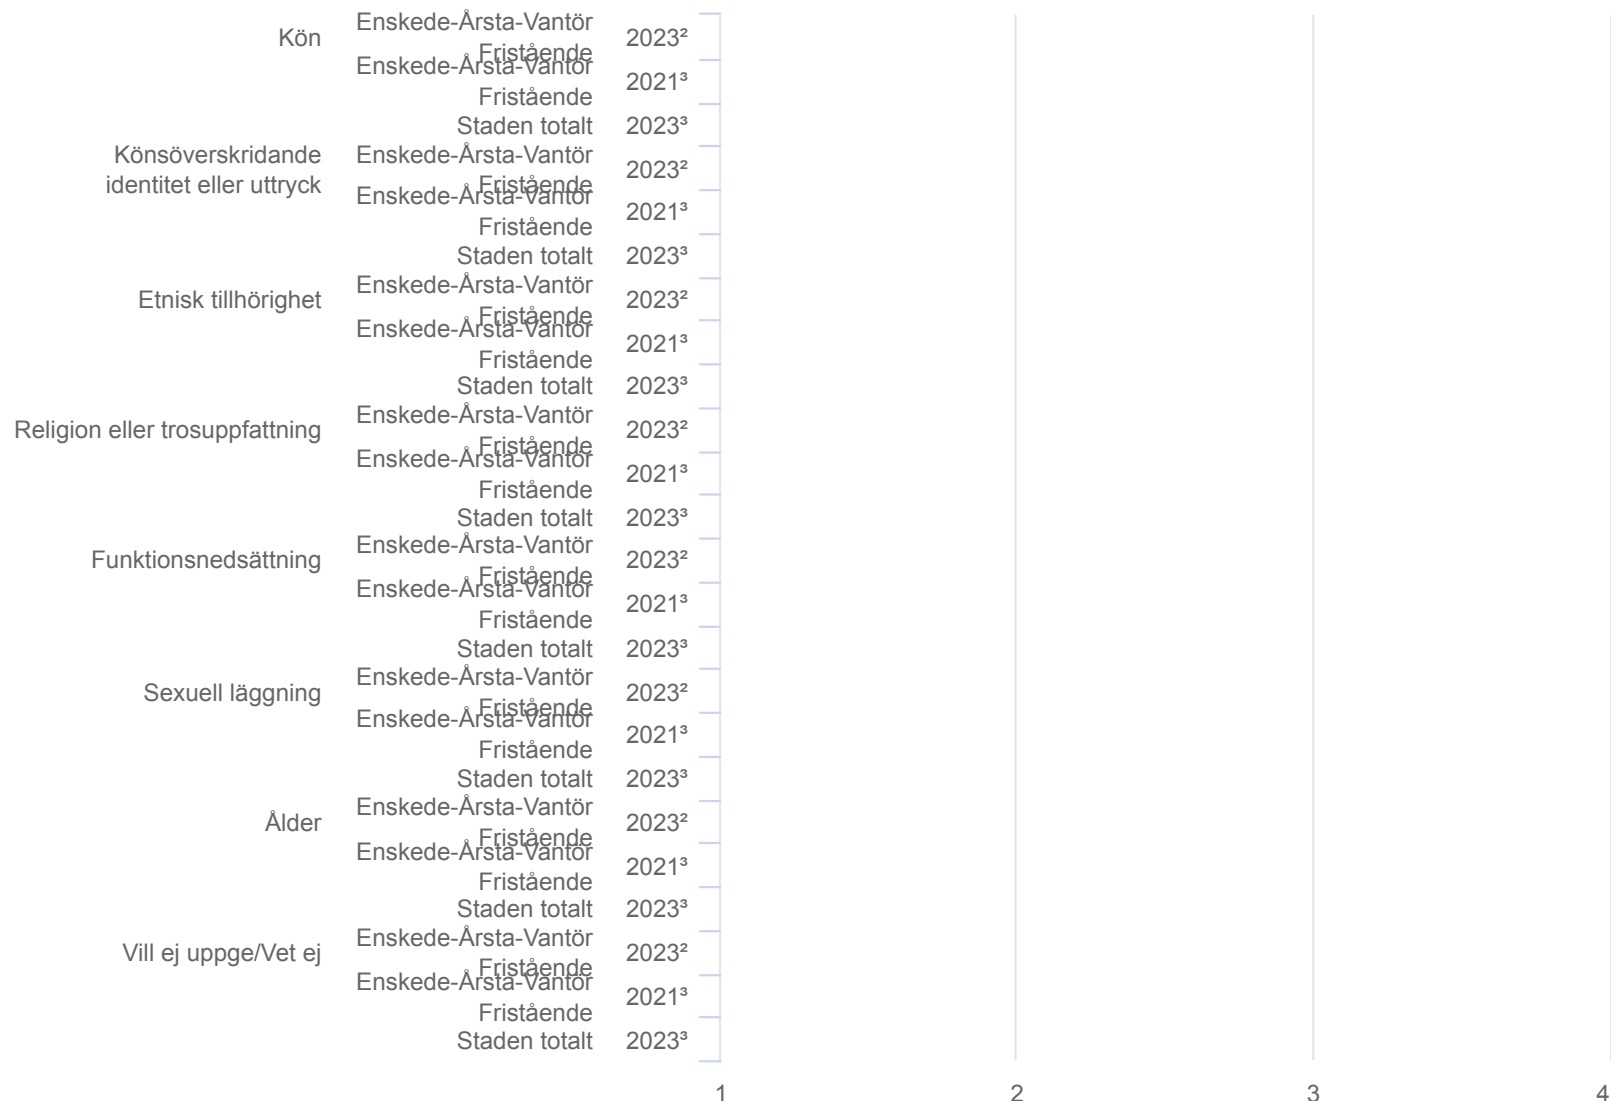 Kön
Enskede-Årsta-Vantör
Fristående
2023²
Enskede-Årsta-Vantör
Fristående
2021³
Staden totalt 2023³
Könsöverskridande
identitet eller uttryck
Enskede-Årsta-Vantör
Fristående
2023²
Enskede-Årsta-Vantör
Fristående
2021³
Staden totalt 2023³
Etnisk tillhörighet
Enskede-Årsta-Vantör
Fristående
2023²
Enskede-Årsta-Vantör
Fristående
2021³
Staden totalt 2023³
Religion eller trosuppfattning
Enskede-Årsta-Vantör
Fristående
2023²
Enskede-Årsta-Vantör
Fristående
2021³
Staden totalt 2023³
Funktionsnedsättning
Enskede-Årsta-Vantör
Fristående
2023²
Enskede-Årsta-Vantör
Fristående
2021³
Staden totalt 2023³
Sexuell läggning
Enskede-Årsta-Vantör
Fristående
2023²
Enskede-Årsta-Vantör
Fristående
2021³
Staden totalt 2023³
Ålder
Enskede-Årsta-Vantör
Fristående
2023²
Enskede-Årsta-Vantör
Fristående
2021³
Staden totalt 2023³
Vill ej uppge/Vet ej
Enskede-Årsta-Vantör
Fristående
2023²
Enskede-Årsta-Vantör
Fristående
2021³
Staden totalt 2023³
1 2 3 4